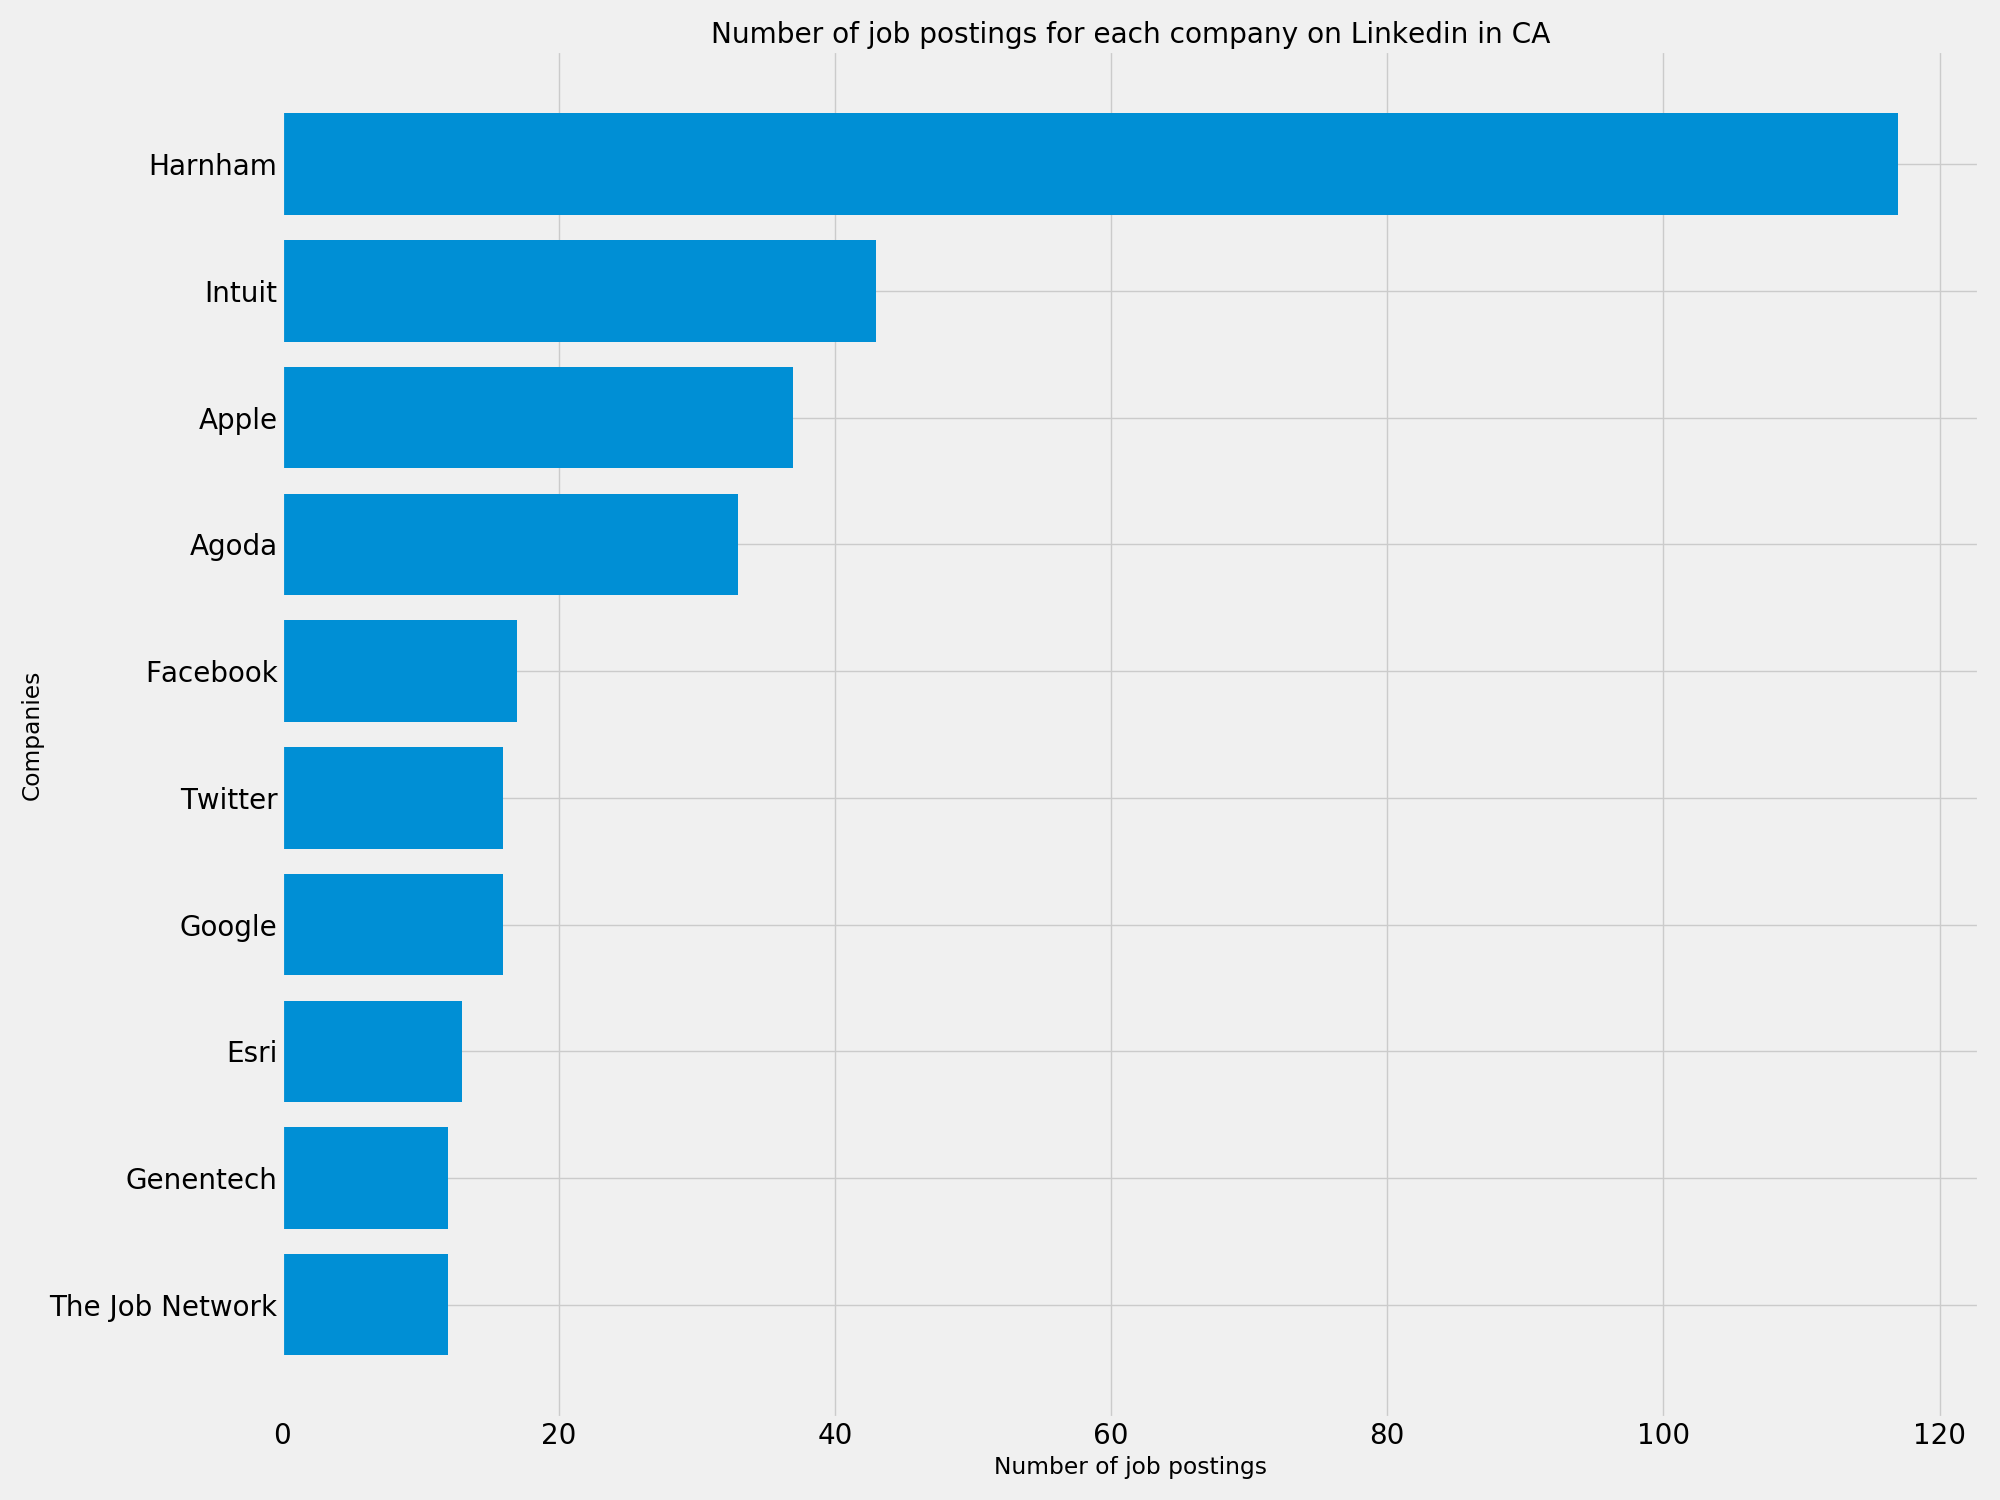 Number of job postings for each company on Linkedin in CA
Companies
Harnham
Intuit
Apple
Agoda
Facebook
Twitter
Google
Esri
Genentech
The Job Network
0 20 40 60 80 100 120
Number of job postings